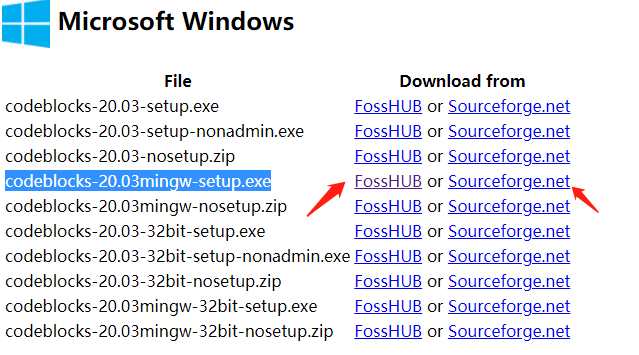 Microsoft Windows
File Download from
codeblocks-20.03-setup.exe FossHUB or Sourceforge.net
codeblocks-20.03-setup-nonadmin.exe FossHUB or Sourceforge.net
codeblocks-20.03-nosetup.zip FossHUB or Sourceforge.net
codeblocks-20.03mingw-setup.exe FossHUB or Sourceforge.net
codeblocks-20.03mingw-nosetup.zip FossHUB or Sourceforge.net
codeblocks-20.03-32bit-setup.exe FossHUB or Sourceforge.net
codeblocks-20.03-32bit-setup-nonadmin.exe FossHUB or Sourceforge.net
codeblocks-20.03-32bit-nosetup.zip FossHUB or Sourceforge.net
codeblocks-20.03mingw-32bit-setup.exe FossHUB or Sourceforge.net
codeblocks-20.03mingw-32bit-nosetup.zip FossHUB or Sourceforge.net